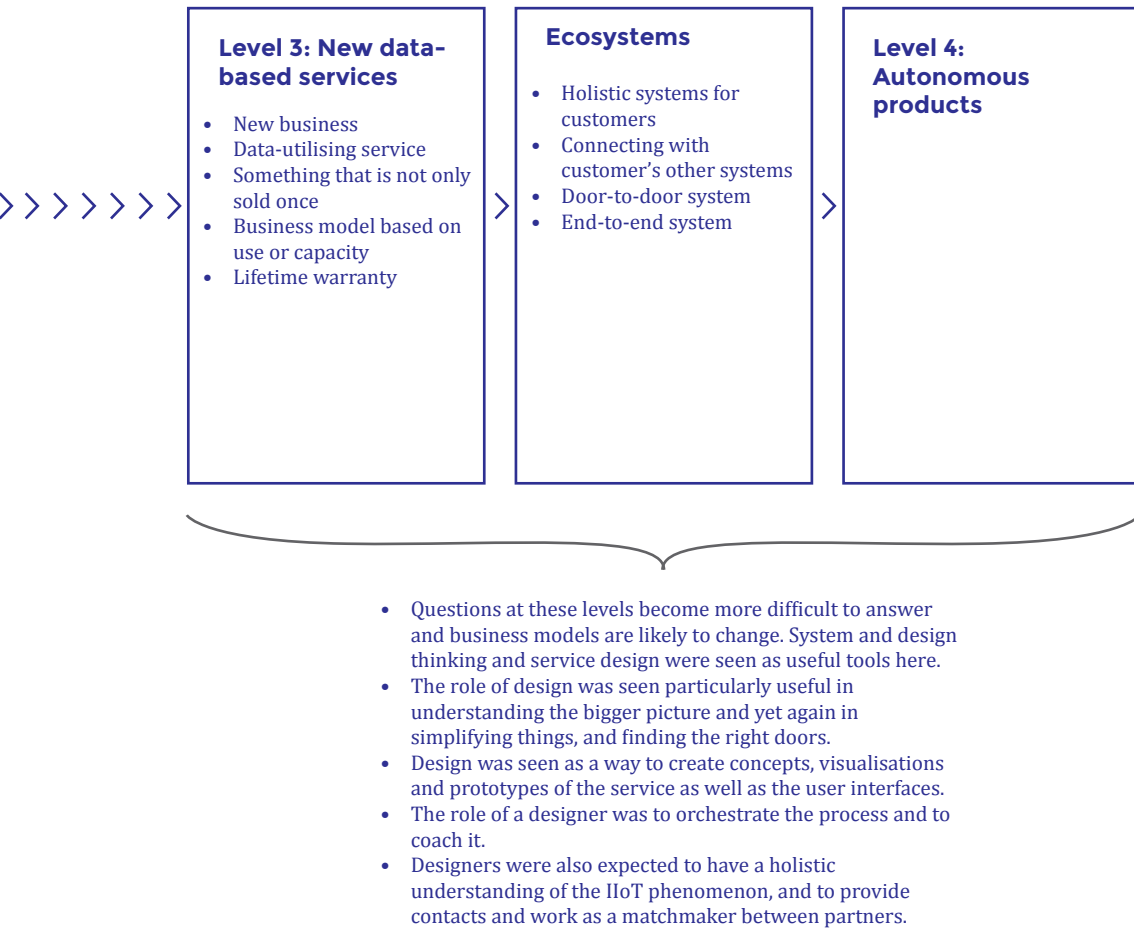 Level 3: New data-
based services
• New business
• Data-utilising service
• Something that is not only
sold once
• Business model based on
use or capacity
• Lifetime warranty
Ecosystems
• Holistic systems for
customers
• Connecting with
customer's other systems
• Door-to-door system
• End-to-end system
Level 4:
Autonomous
products
• Questions at these levels become more difficult to answer
and business models are likely to change. System and design
thinking and service design were seen as useful tools here.
• The role of design was seen particularly useful in
understanding the bigger picture and yet again in
simplifying things, and finding the right doors.
• Design was seen as a way to create concepts, visualisations
and prototypes of the service as well as the user interfaces.
• The role of a designer was to orchestrate the process and to
coach it.
• Designers were also expected to have a holistic
understanding of the IIoT phenomenon, and to provide
contacts and work as a matchmaker between partners.